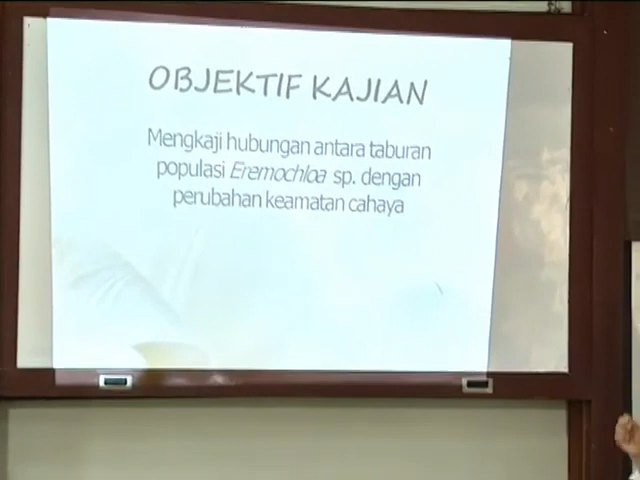 OBJEKTIF KAJIAN
Mengkaji hubungan antara taburan
populasi Eremochloa sp. dengan
perubahan keamatan cahaya